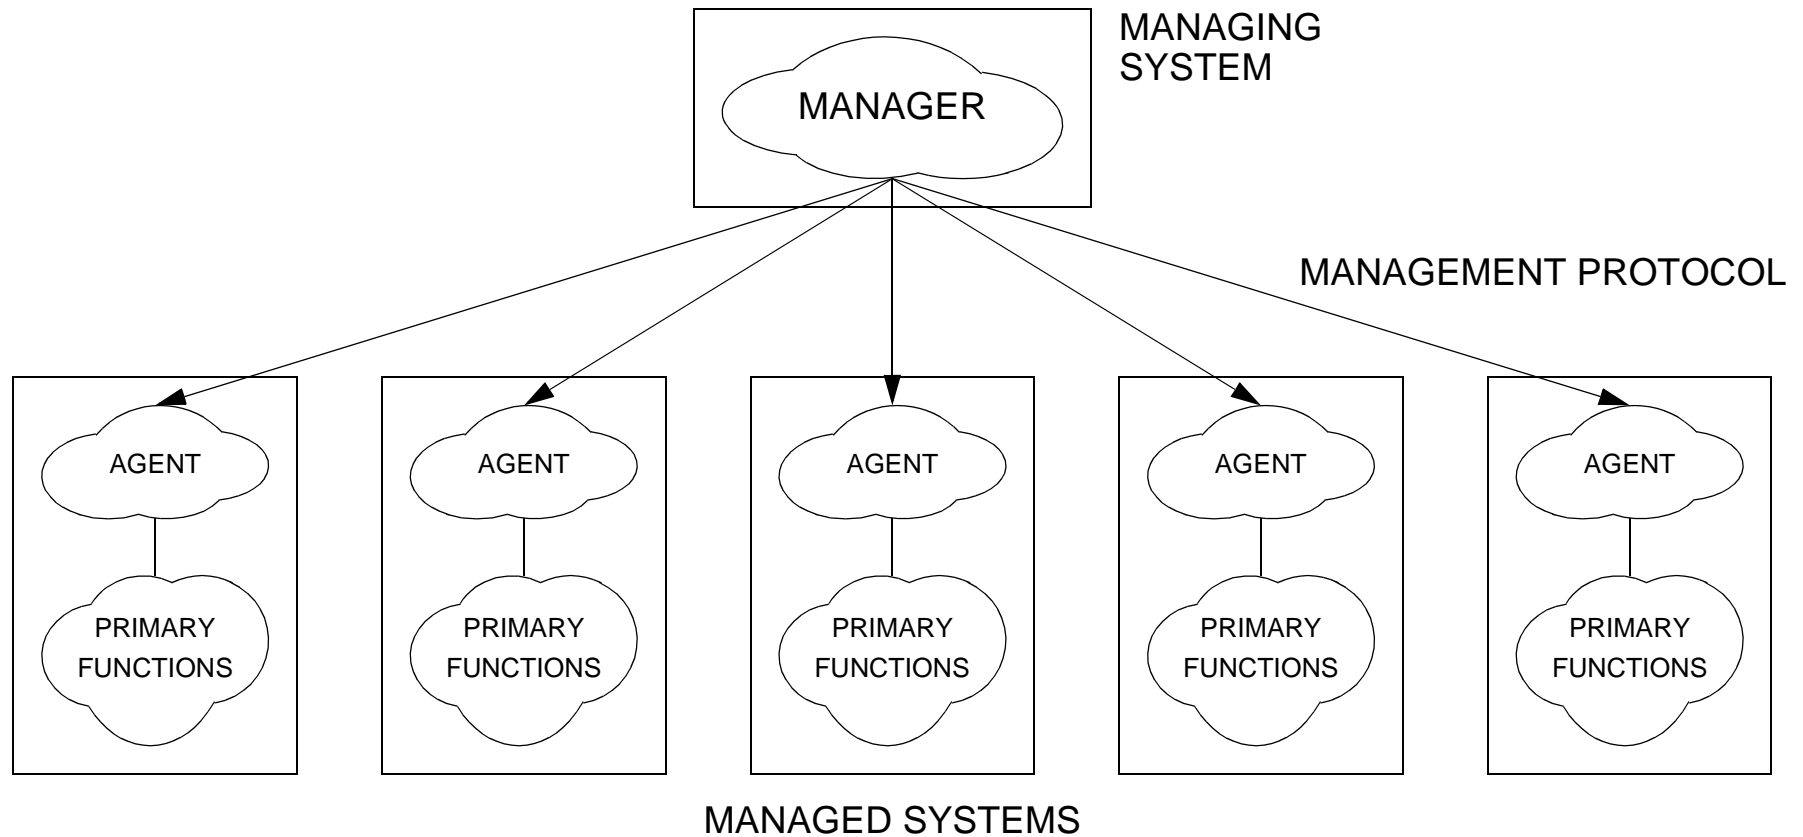 MANAGING
SYSTEM
MANAGER
MANAGEMENT PROTOCOL
AGENT
AGENT
AGENT
AGENT
AGENT
PRIMARY
FUNCTIONS
PRIMARY
FUNCTIONS
PRIMARY
FUNCTIONS
PRIMARY
FUNCTIONS
PRIMARY
FUNCTIONS
MANAGED SYSTEMS